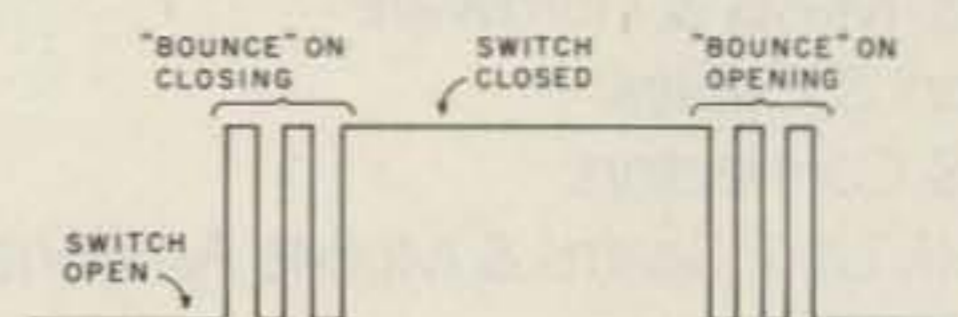 "BOUNCE" ON
CLOSING
SWITCH
CLOSED
"BOUNCE" ON
OPENING
SWITCH
OPEN